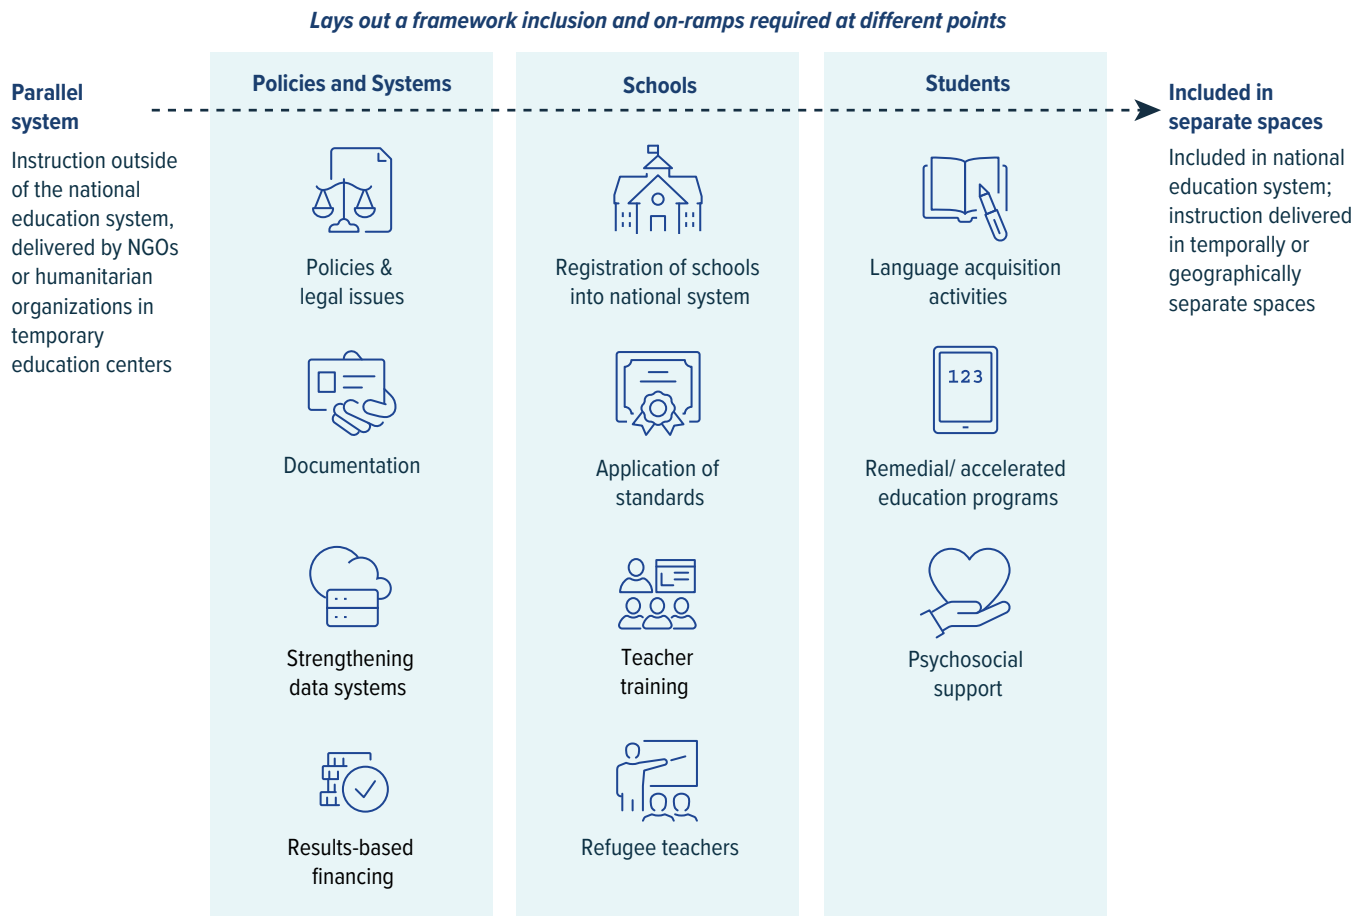 Lays out a framework inclusion and on-ramps required at different points
Parallel
system
Instruction outside
of the national
education system,
delivered by NGOs
or humanitarian
organizations in
temporary
education centers
Policies and Systems
Policies &
legal issues
Documentation
Strengthening
data systems
Results-based
financing
Schools
Registration of schools
into national system
Application of
standards
Teacher
training
Refugee teachers
Students
Language acquisition
activities
123
Remedial/ accelerated
education programs
Psychosocial
support
Included in
separate spaces
Included in national
education system;
instruction delivered
in temporally or
geographically
separate spaces